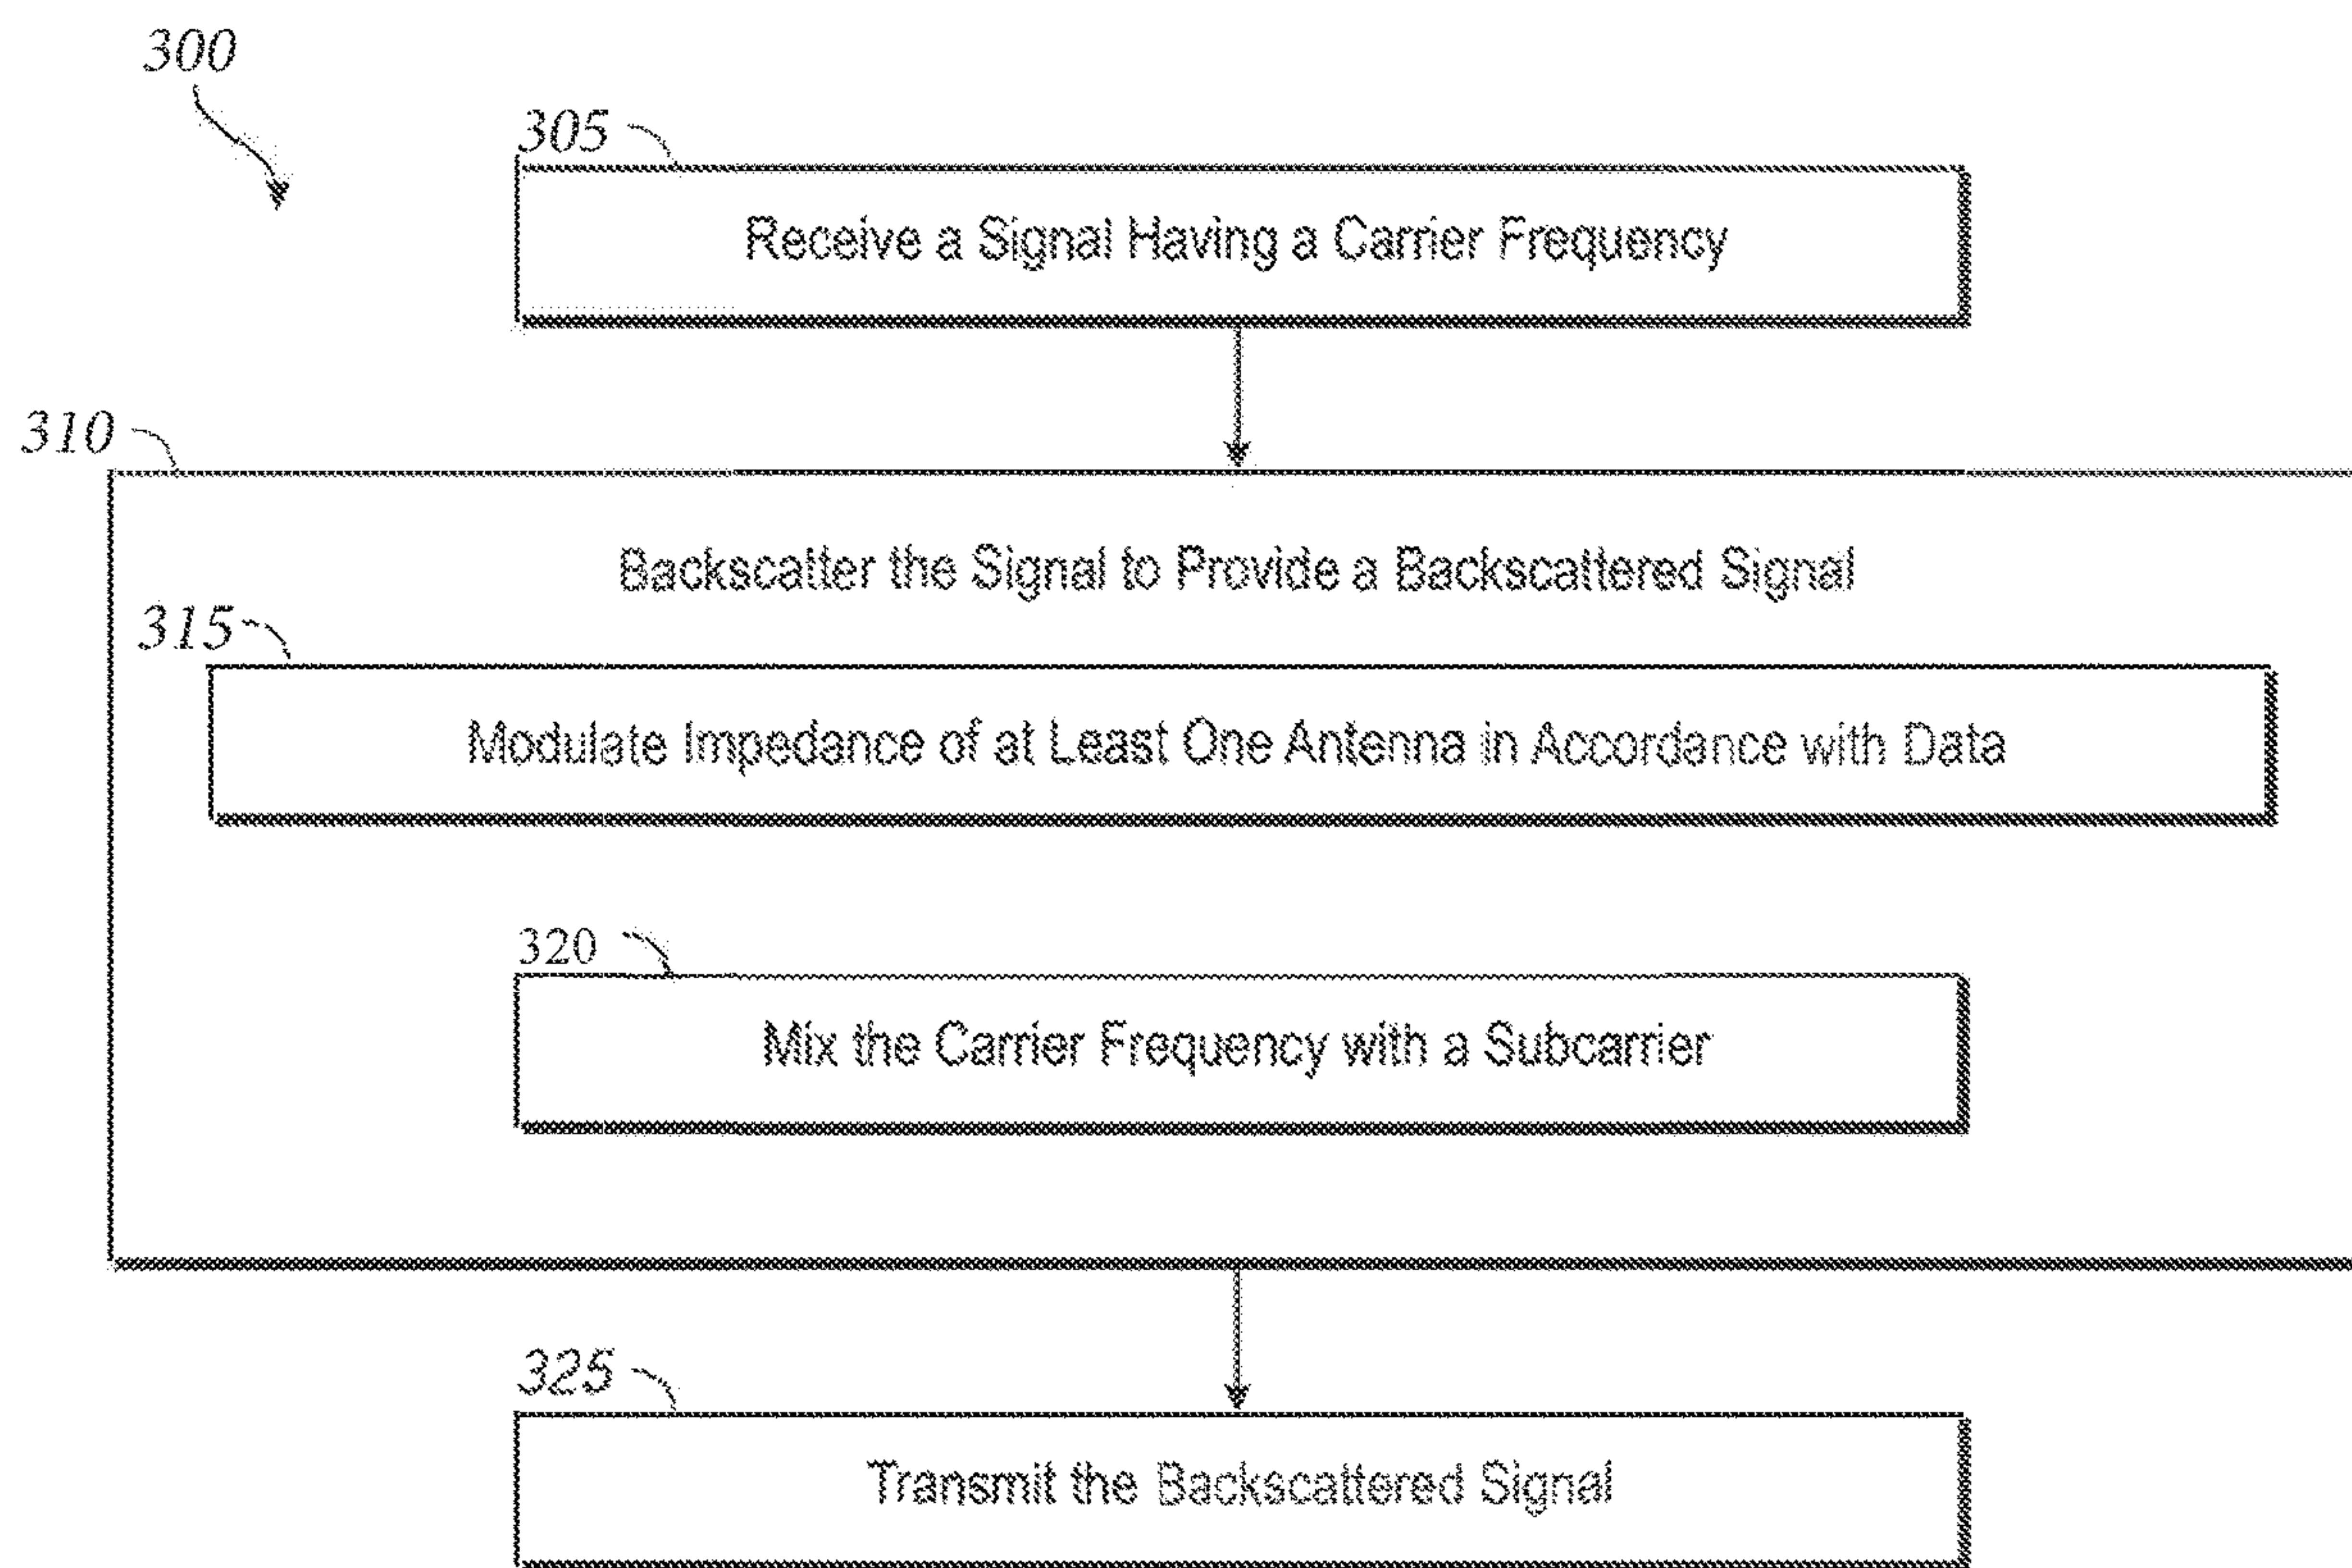 300
305
Receive a Signal Having a Carrier Frequency
310
Backscatter the Signal to Provide a Backscattered Signal
315
Modulate Impedance of at Least One Antenna in Accordance with Data
320
Mix the Carrier Frequency with a Subcarrier
325
Transmit the Backscattered Signal